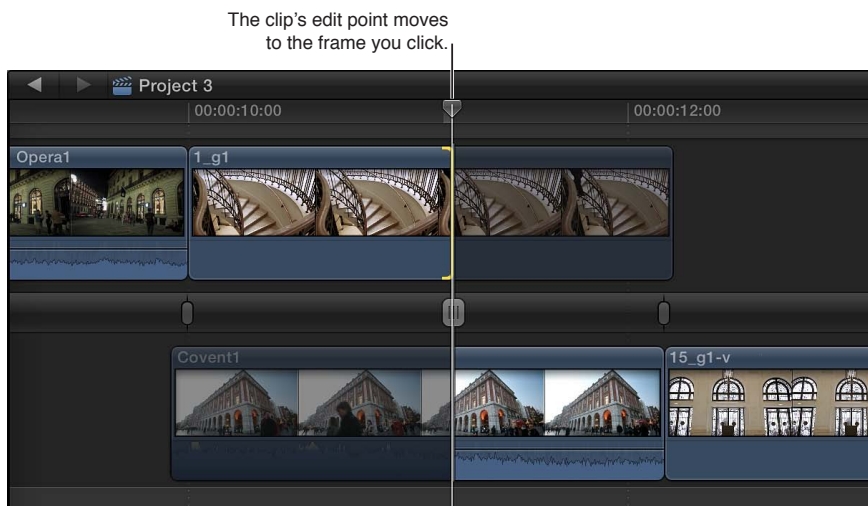 The clip’s edit point moves
to the frame you click.
Project 3
00:00:10:00
00:00:12:00
Opera1
1_g1
Covent1
15_g1-v